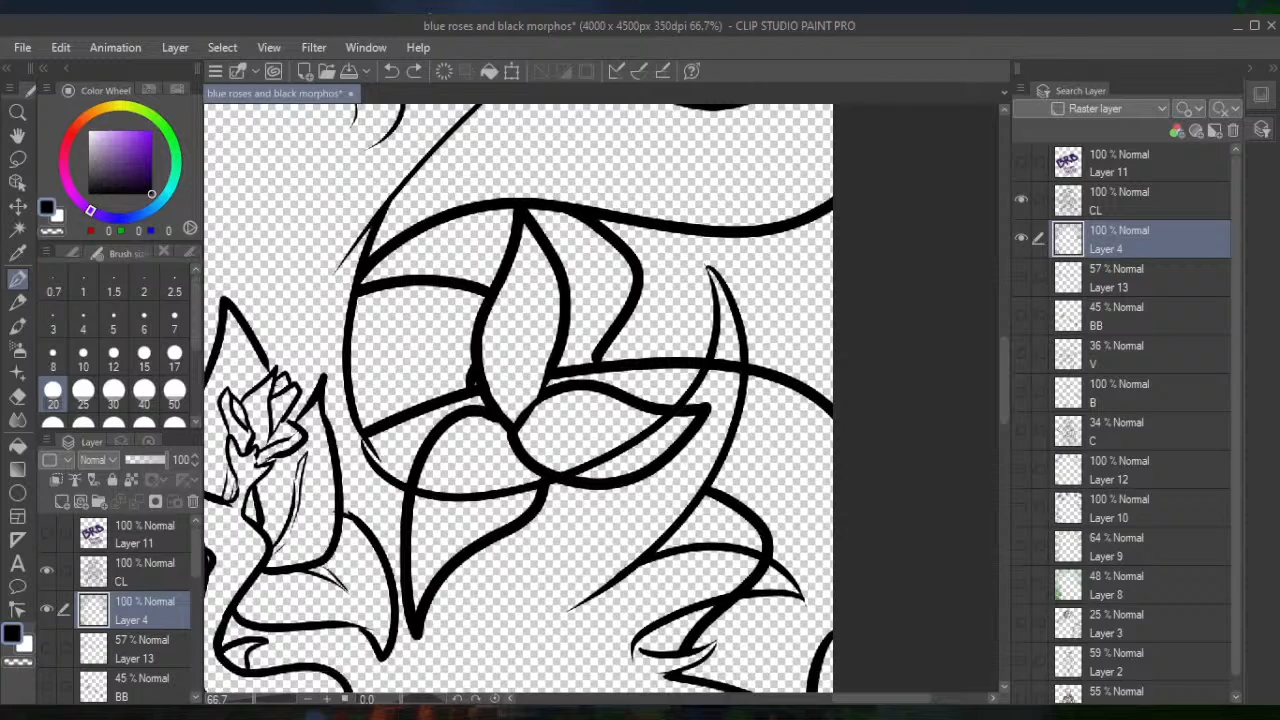 blue roses and black morphos* (4000 x 4500px 350dpi 66.7%) - CLIP STUDIO PAINT PRO
File Edit Animation Layer Select View Filter Window Help
Color Wheel
blue roses and black morphos*
Search Layer
Raster layer
0 0 0
Brush siz
0.7 1 1.5 2 2.5
3 4 5 6 7
8 10 12 15 17
20 25 30 40 50
Layer
Normal 100
100 % Normal
Layer 11
100 % Normal
CL
100 % Normal
Layer 4
57 % Normal
Layer 13
45 % Normal
BB
66.7 0.0
BRO
100 % Normal
Layer 11
100 % Normal
CL
100 % Normal
Layer 4
57 % Normal
Layer 13
45 % Normal
BB
36 % Normal
V
100 % Normal
B
34 % Normal
C
100 % Normal
Layer 12
100 % Normal
Layer 10
64 % Normal
Layer 9
48 % Normal
Layer 8
25 % Normal
Layer 3
59 % Normal
Layer 2
55 % Normal